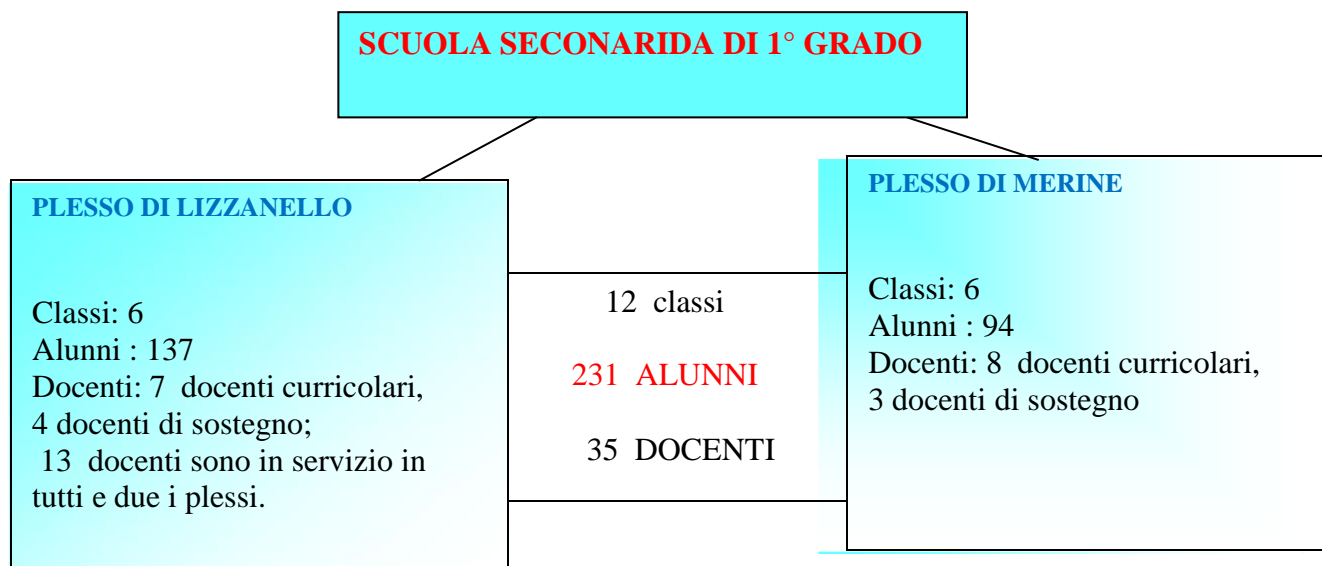 SCUOLA SECONARIDA DI 1° GRADO
PLESSO DI LIZZANELLO
Classi: 6
Alunni : 137
Docenti: 7 docenti curricolari,
4 docenti di sostegno;
13 docenti sono in servizio in
tutti e due i plessi.
12 classi
231 ALUNNI
35 DOCENTI
PLESSO DI MERINE
Classi: 6
Alunni : 94
Docenti: 8 docenti curricolari,
3 docenti di sostegno